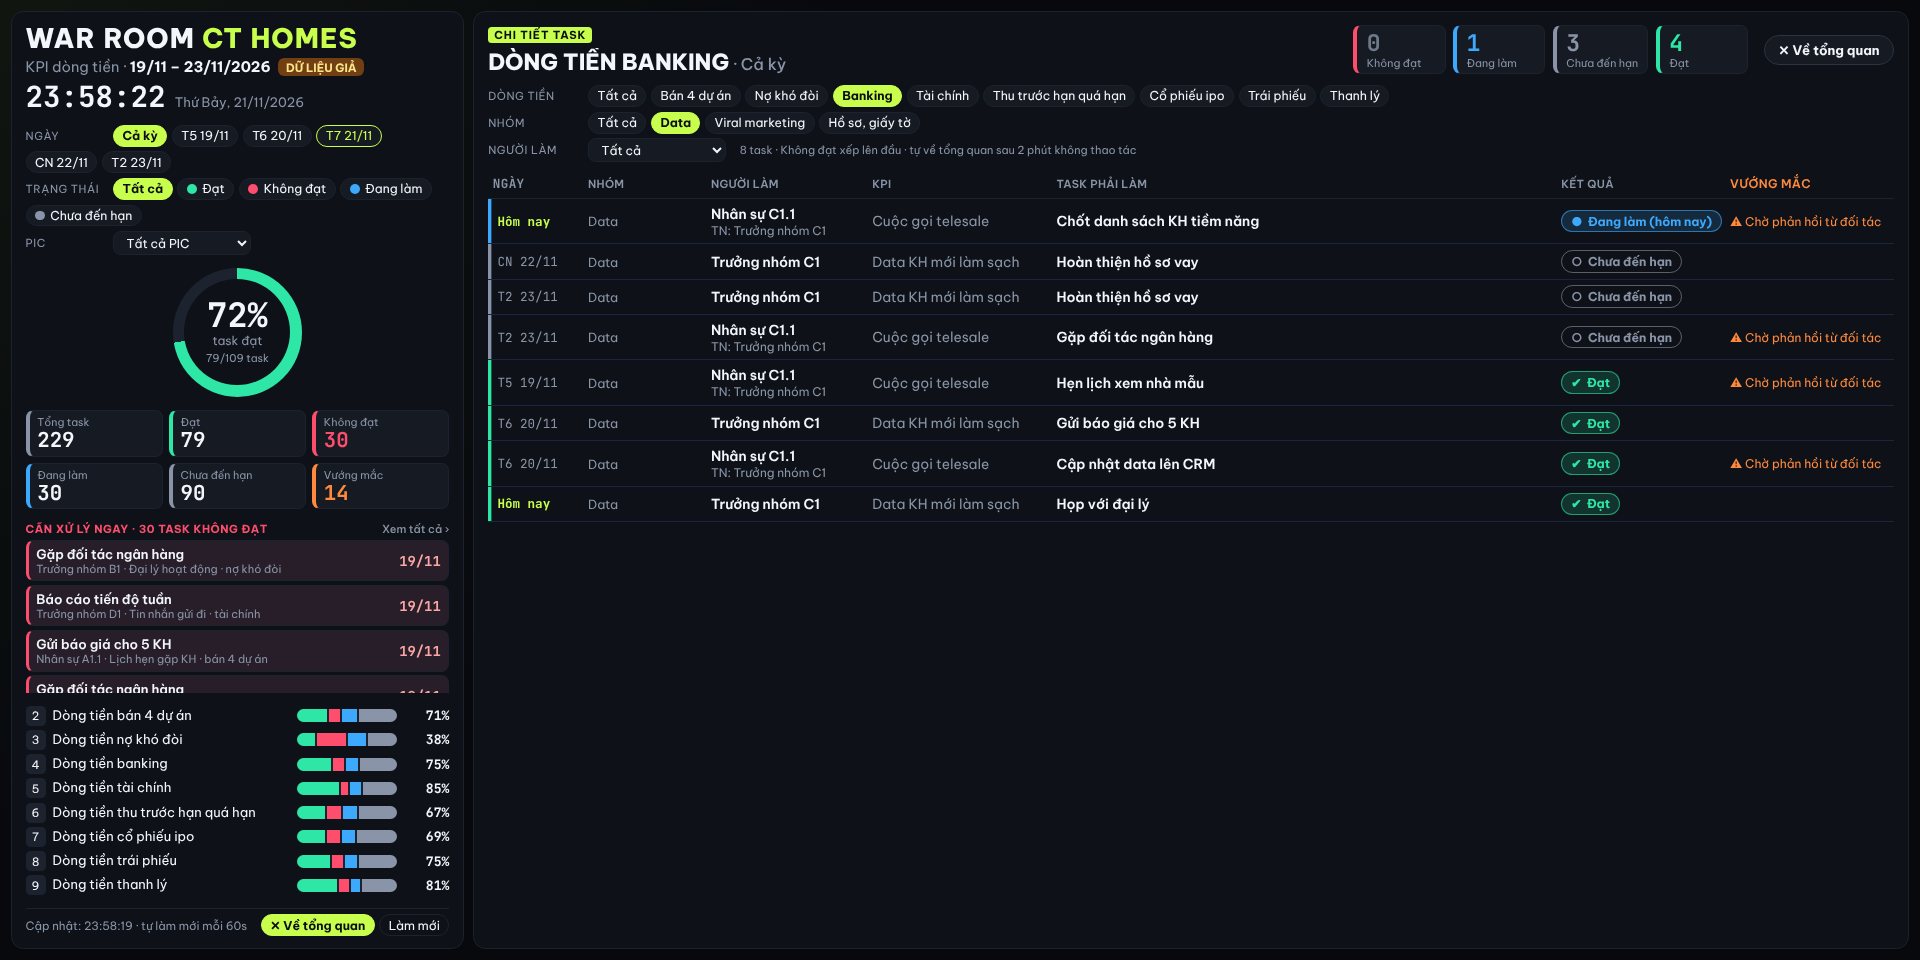 WAR ROOM CT HOMES
KPI dòng tiền · 19/11 – 23/11/2026 DỮ LIỆU GIẢ
23:58:22 Thứ Bảy, 21/11/2026
NGÀY Cả kỳ T5 19/11 T6 20/11 T7 21/11
CN 22/11 T2 23/11
TRẠNG THÁI Tất cả Đạt Không đạt Đang làm
Chưa đến hạn
PIC Tất cả PIC
72%
task đạt
79/109 task
Tổng task Đạt Không đạt
229 79 30
Đang làm Chưa đến hạn Vướng mắc
30 90 14
CẦN XỬ LÝ NGAY · 30 TASK KHÔNG ĐẠT Xem tất cả ›
Gặp đối tác ngân hàng 19/11
Trưởng nhóm B1 · Đại lý hoạt động · nợ khó đòi
Báo cáo tiến độ tuần 19/11
Trưởng nhóm D1 · Tin nhắn gửi đi · tài chính
Gửi báo giá cho 5 KH 19/11
Nhân sự A1.1 · Lịch hẹn gặp KH · bán 4 dự án
Gặp đối tác ngân hàng
2 Dòng tiền bán 4 dự án 71%
3 Dòng tiền nợ khó đòi 38%
4 Dòng tiền banking 75%
5 Dòng tiền tài chính 85%
6 Dòng tiền thu trước hạn quá hạn 67%
7 Dòng tiền cổ phiếu ipo 69%
8 Dòng tiền trái phiếu 75%
9 Dòng tiền thanh lý 81%
Cập nhật: 23:58:19 · tự làm mới mỗi 60s ✕ Về tổng quan Làm mới
CHI TIẾT TASK
DÒNG TIỀN BANKING · Cả kỳ
0 Không đạt
1 Đang làm
3 Chưa đến hạn
4 Đạt
✕ Về tổng quan
DÒNG TIỀN Tất cả Bán 4 dự án Nợ khó đòi Banking Tài chính Thu trước hạn quá hạn Cổ phiếu ipo Trái phiếu Thanh lý
NHÓM Tất cả Data Viral marketing Hồ sơ, giấy tờ
NGƯỜI LÀM Tất cả 8 task · Không đạt xếp lên đầu · tự về tổng quan sau 2 phút không thao tác
NGÀY NHÓM NGƯỜI LÀM KPI TASK PHẢI LÀM KẾT QUẢ VƯỚNG MẮC
Hôm nay Data Nhân sự C1.1 Cuộc gọi telesale Chốt danh sách KH tiềm năng Đang làm (hôm nay) ⚠ Chờ phản hồi từ đối tác
TN: Trưởng nhóm C1
CN 22/11 Data Trưởng nhóm C1 Data KH mới làm sạch Hoàn thiện hồ sơ vay Chưa đến hạn
T2 23/11 Data Trưởng nhóm C1 Data KH mới làm sạch Hoàn thiện hồ sơ vay Chưa đến hạn
T2 23/11 Data Nhân sự C1.1 Cuộc gọi telesale Gặp đối tác ngân hàng Chưa đến hạn ⚠ Chờ phản hồi từ đối tác
TN: Trưởng nhóm C1
T5 19/11 Data Nhân sự C1.1 Cuộc gọi telesale Hẹn lịch xem nhà mẫu ✔ Đạt ⚠ Chờ phản hồi từ đối tác
TN: Trưởng nhóm C1
T6 20/11 Data Trưởng nhóm C1 Data KH mới làm sạch Gửi báo giá cho 5 KH ✔ Đạt
T6 20/11 Data Nhân sự C1.1 Cuộc gọi telesale Cập nhật data lên CRM ✔ Đạt ⚠ Chờ phản hồi từ đối tác
TN: Trưởng nhóm C1
Hôm nay Data Trưởng nhóm C1 Data KH mới làm sạch Họp với đại lý ✔ Đạt